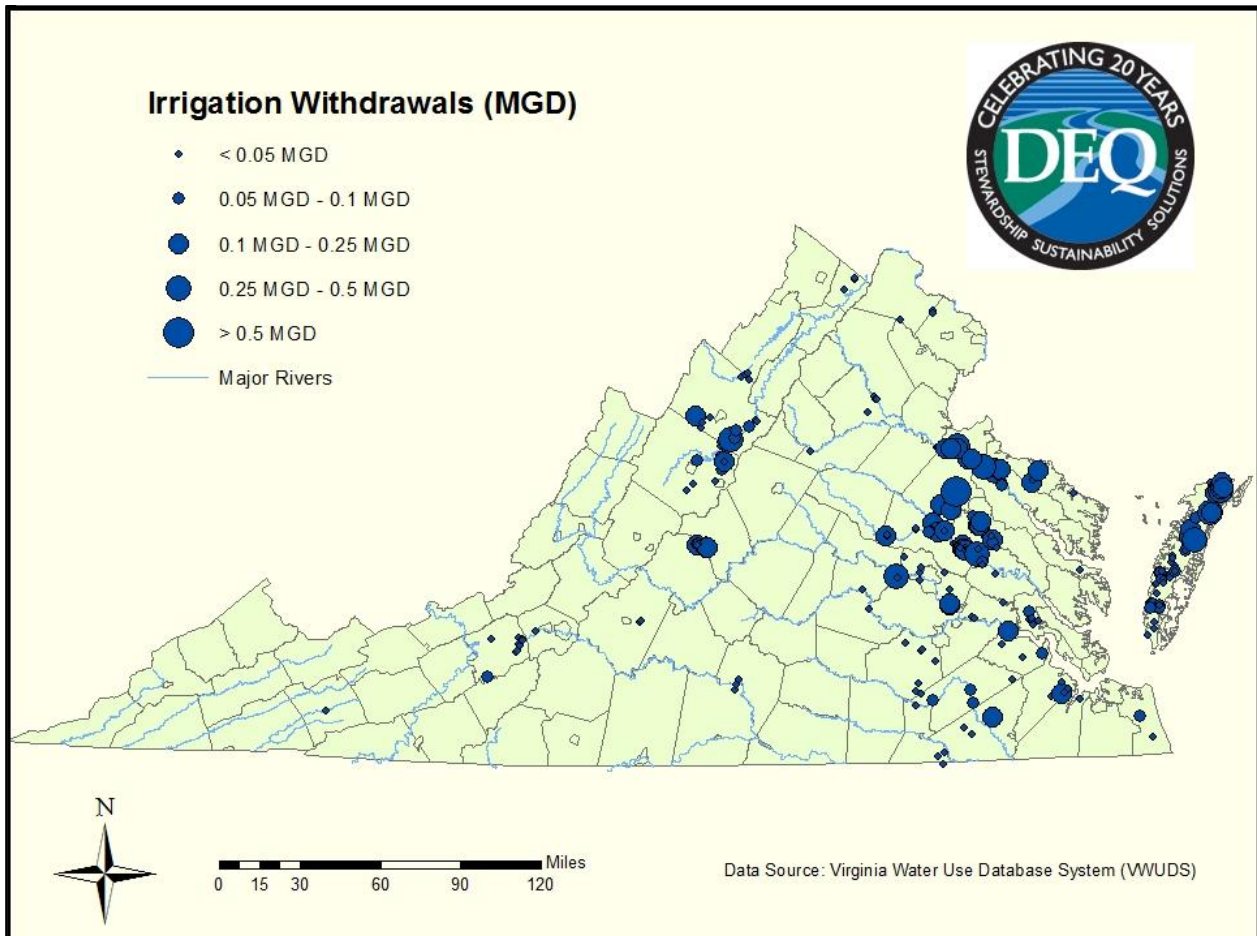 Irrigation Withdrawals (MGD)
< 0.05 MGD
0.05 MGD - 0.1 MGD
0.1 MGD - 0.25 MGD
0.25 MGD - 0.5 MGD
> 0.5 MGD
Major Rivers
CELEBRATING 20 YEARS
DEQ
STEWARDSHIP SUSTAINABILITY SOLUTIONS
N
Miles
0 15 30 60 90 120
Data Source: Virginia Water Use Database System (VWUDS)